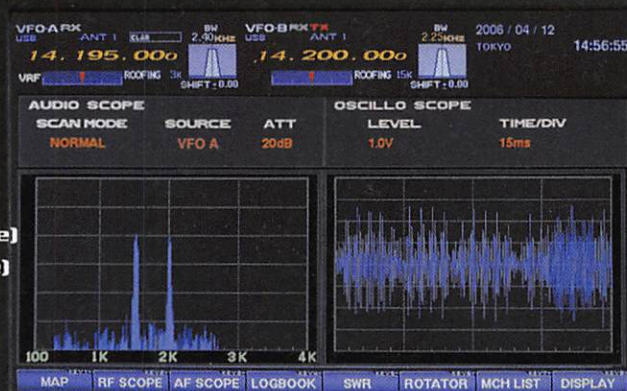 VFO-A RX
USB ANT 1 CLAR
BW
2.40KHZ
14.195.000
VRF ROOFING 3K
SHIFT ± 0.00
VFO-B RX TX
USB ANT 1
BW
2.25KHZ
14.200.000
ROOFING 15K
SHIFT ± 0.00
2006 / 04 / 12
TOKYO
14:56:55
AUDIO SCOPE
SCAN MODE SOURCE ATT
NORMAL VFO A 20dB
OSCILLO SCOPE
LEVEL TIME/DIV
1.0V 15ms
e)
)
100 1K 2K 3K 4K
MAP RF SCOPE AF SCOPE LOGBOOK SWR ROTATOR MCH LIST DISPLAY